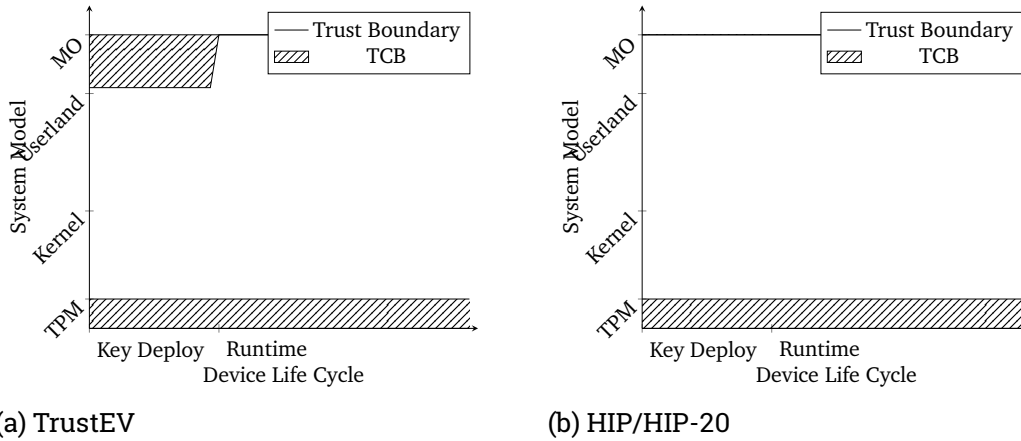 Trust Boundary
TCB
MO
Userland
Kernel
TPM
System Model
Key Deploy
Runtime
Device Life Cycle
(a) TrustEV
Trust Boundary
TCB
MO
Userland
Kernel
TPM
System Model
Key Deploy
Runtime
Device Life Cycle
(b) HIP/HIP-20